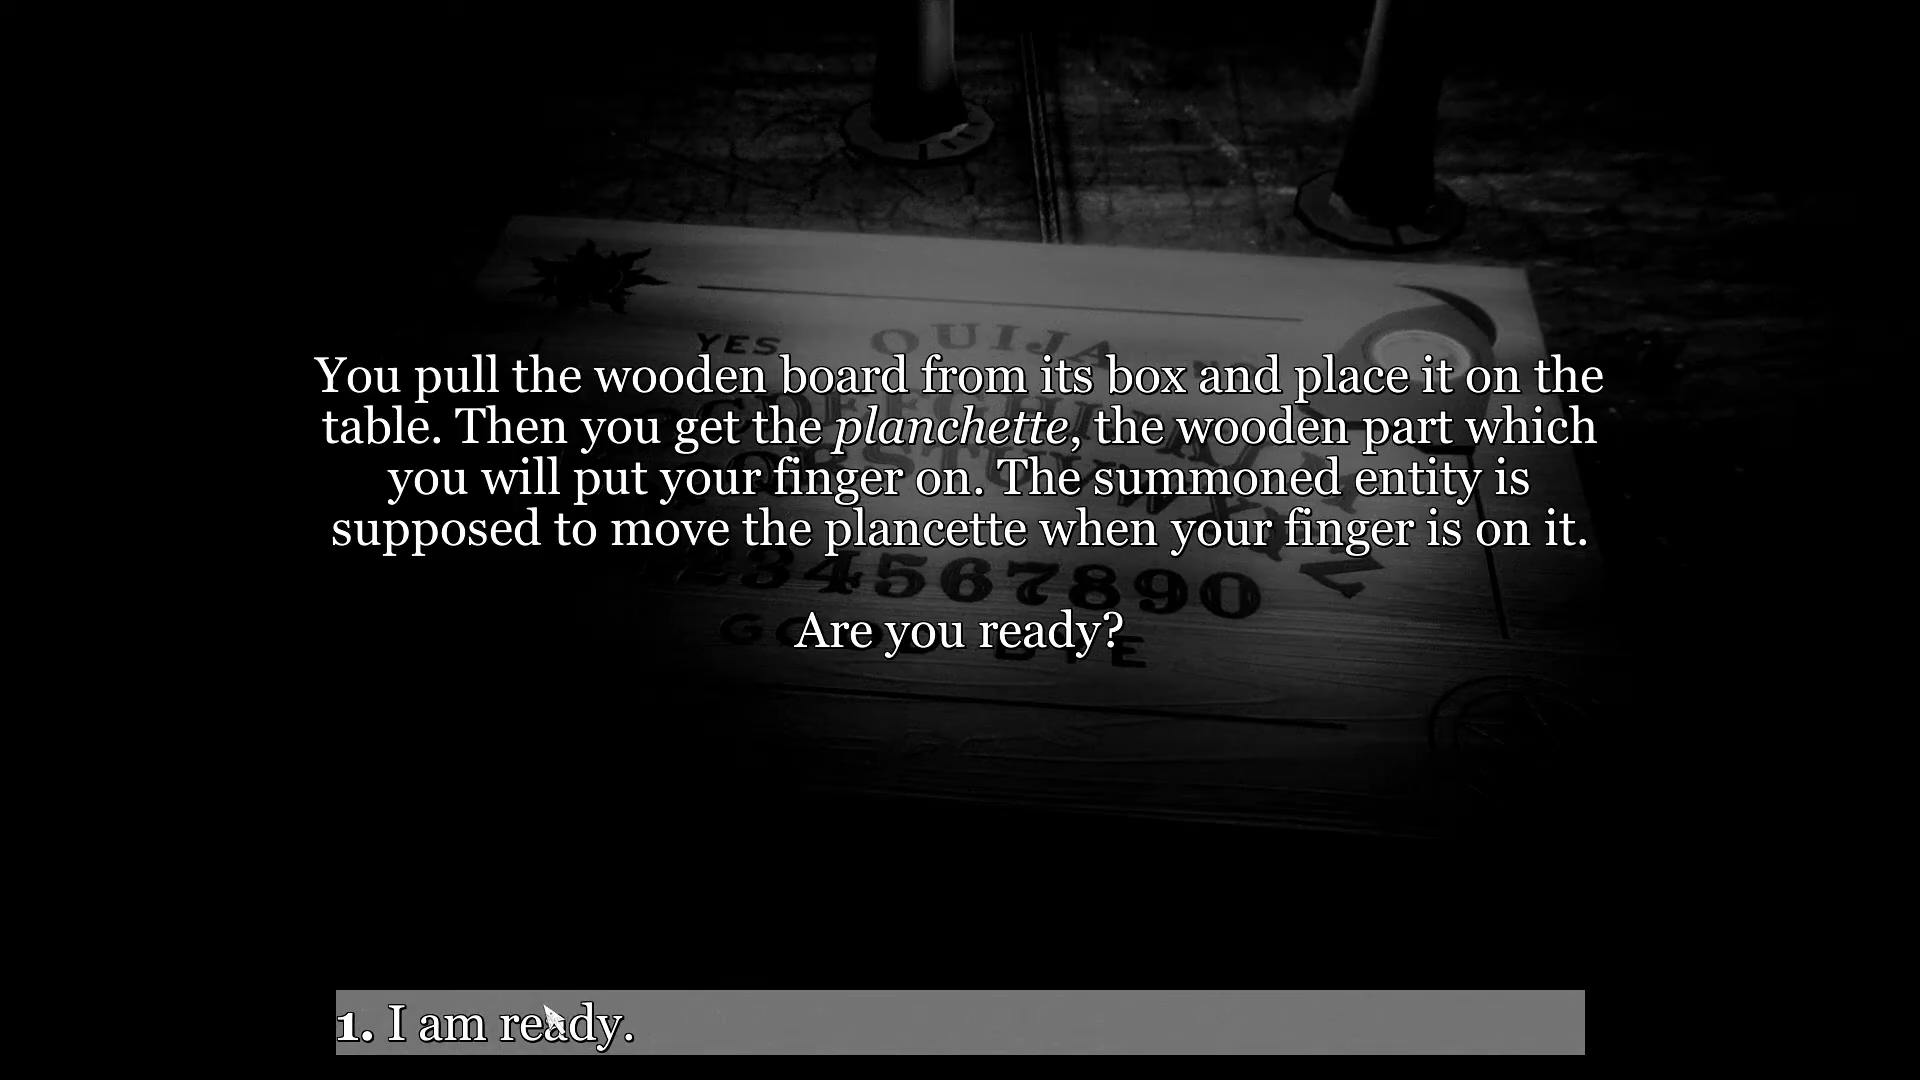 YES OUIJA
You pull the wooden board from its box and place it on the
table. Then you get the planchette, the wooden part which
you will put your finger on. The summoned entity is
supposed to move the plancette when your finger is on it.
34567890
Are you ready?
1. I am ready.